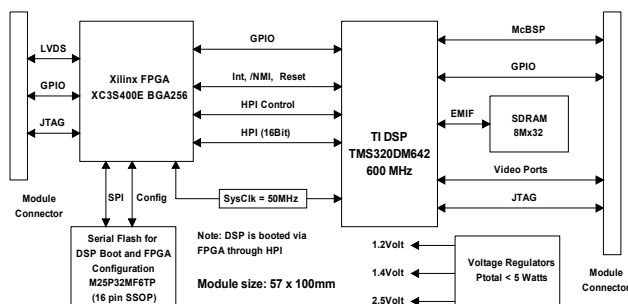 LVDS
GPIO
JTAG
Module
Connector
Xilinx FPGA
XC3S400E BGA256
SPI
Config
GPIO
Int, /NMI, Reset
HPI Control
HPI (16Bit)
SysClk = 50MHz
TI DSP
TMS320DM642
600 MHz
McBSP
GPIO
EMIF
SDRAM
8Mx32
Video Ports
JTAG
Module
Connector
Serial Flash for
DSP Boot and FPGA
Configuration
M25P32MF6TP
(16 pin SSOP)
Note: DSP is booted via
FPGA through HPI
Module size: 57 x 100mm
1.2Volt
1.4Volt
2.5Volt
Voltage Regulators
Ptotal < 5 Watts